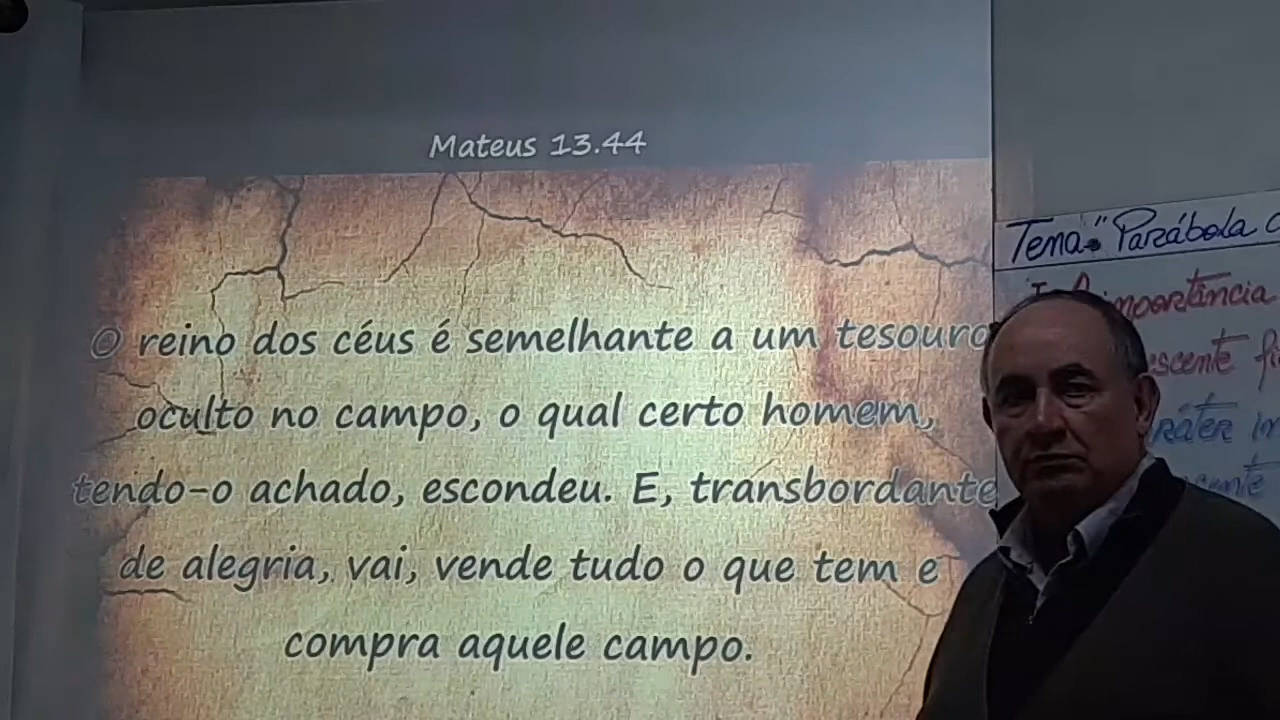 Mateus 13.44
O reino dos céus é semelhante a um tesouro
oculto no campo, o qual certo homem,
tendo-o achado, escondeu. E, transbordante
de alegria, vai, vende tudo o que tem e
compra aquele campo.
Tema: "Parábola
importância